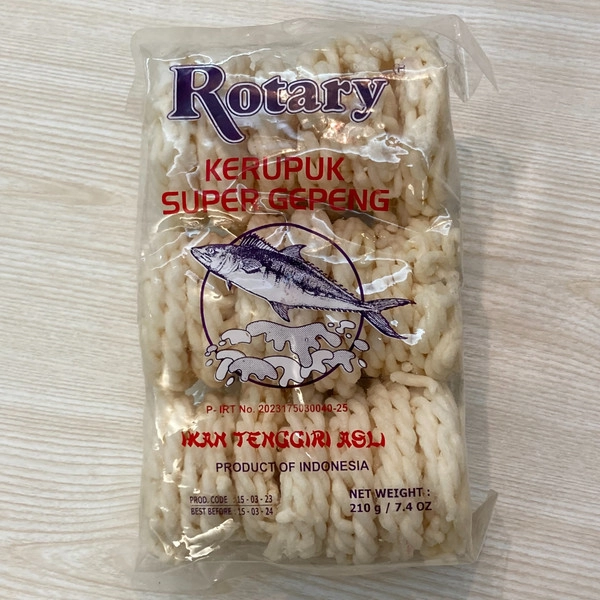 Rotary
KERUPUK
SUPER GEPENG
P-IRT No. 2023175030040-25
IKAN TENGGIRI ASLI
PRODUCT OF INDONESIA
PROD. CODE : 15 - 03 - 23
BEST BEFORE : 15 - 03 - 24
NET WEIGHT :
210 g / 7.4 OZ